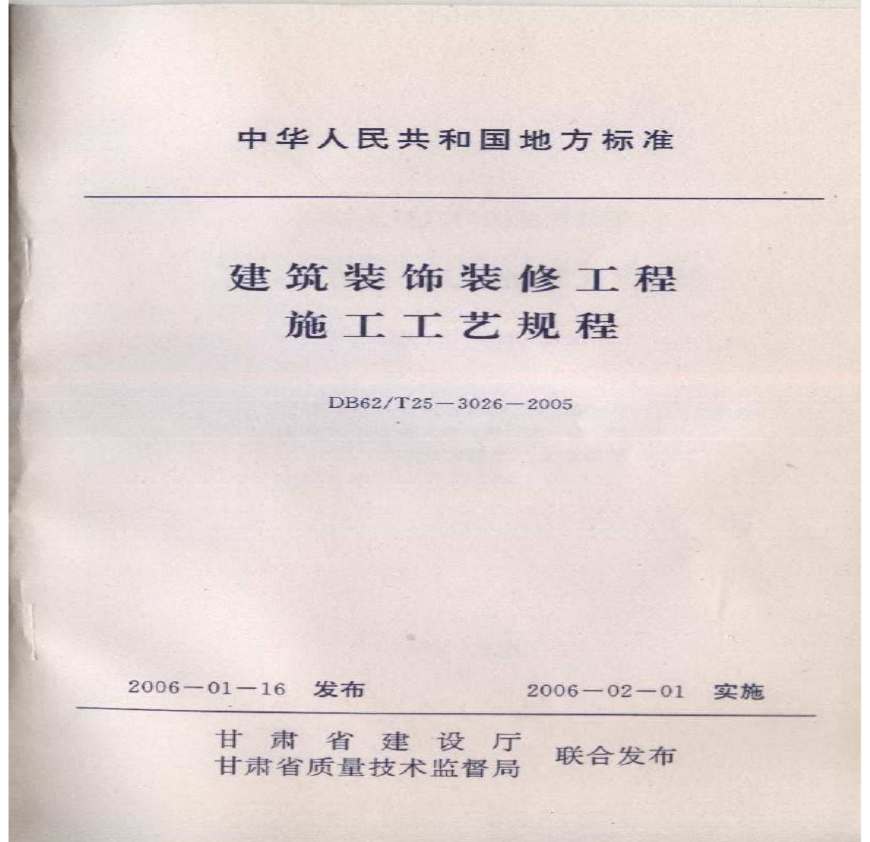 中华人民共和国地方标准
建筑装饰装修工程
施工工艺规程
DB62/T25—3026—2005
2006—01—16 发布 2006—02—01 实施
甘肃省建设厅
甘肃省质量技术监督局 联合发布